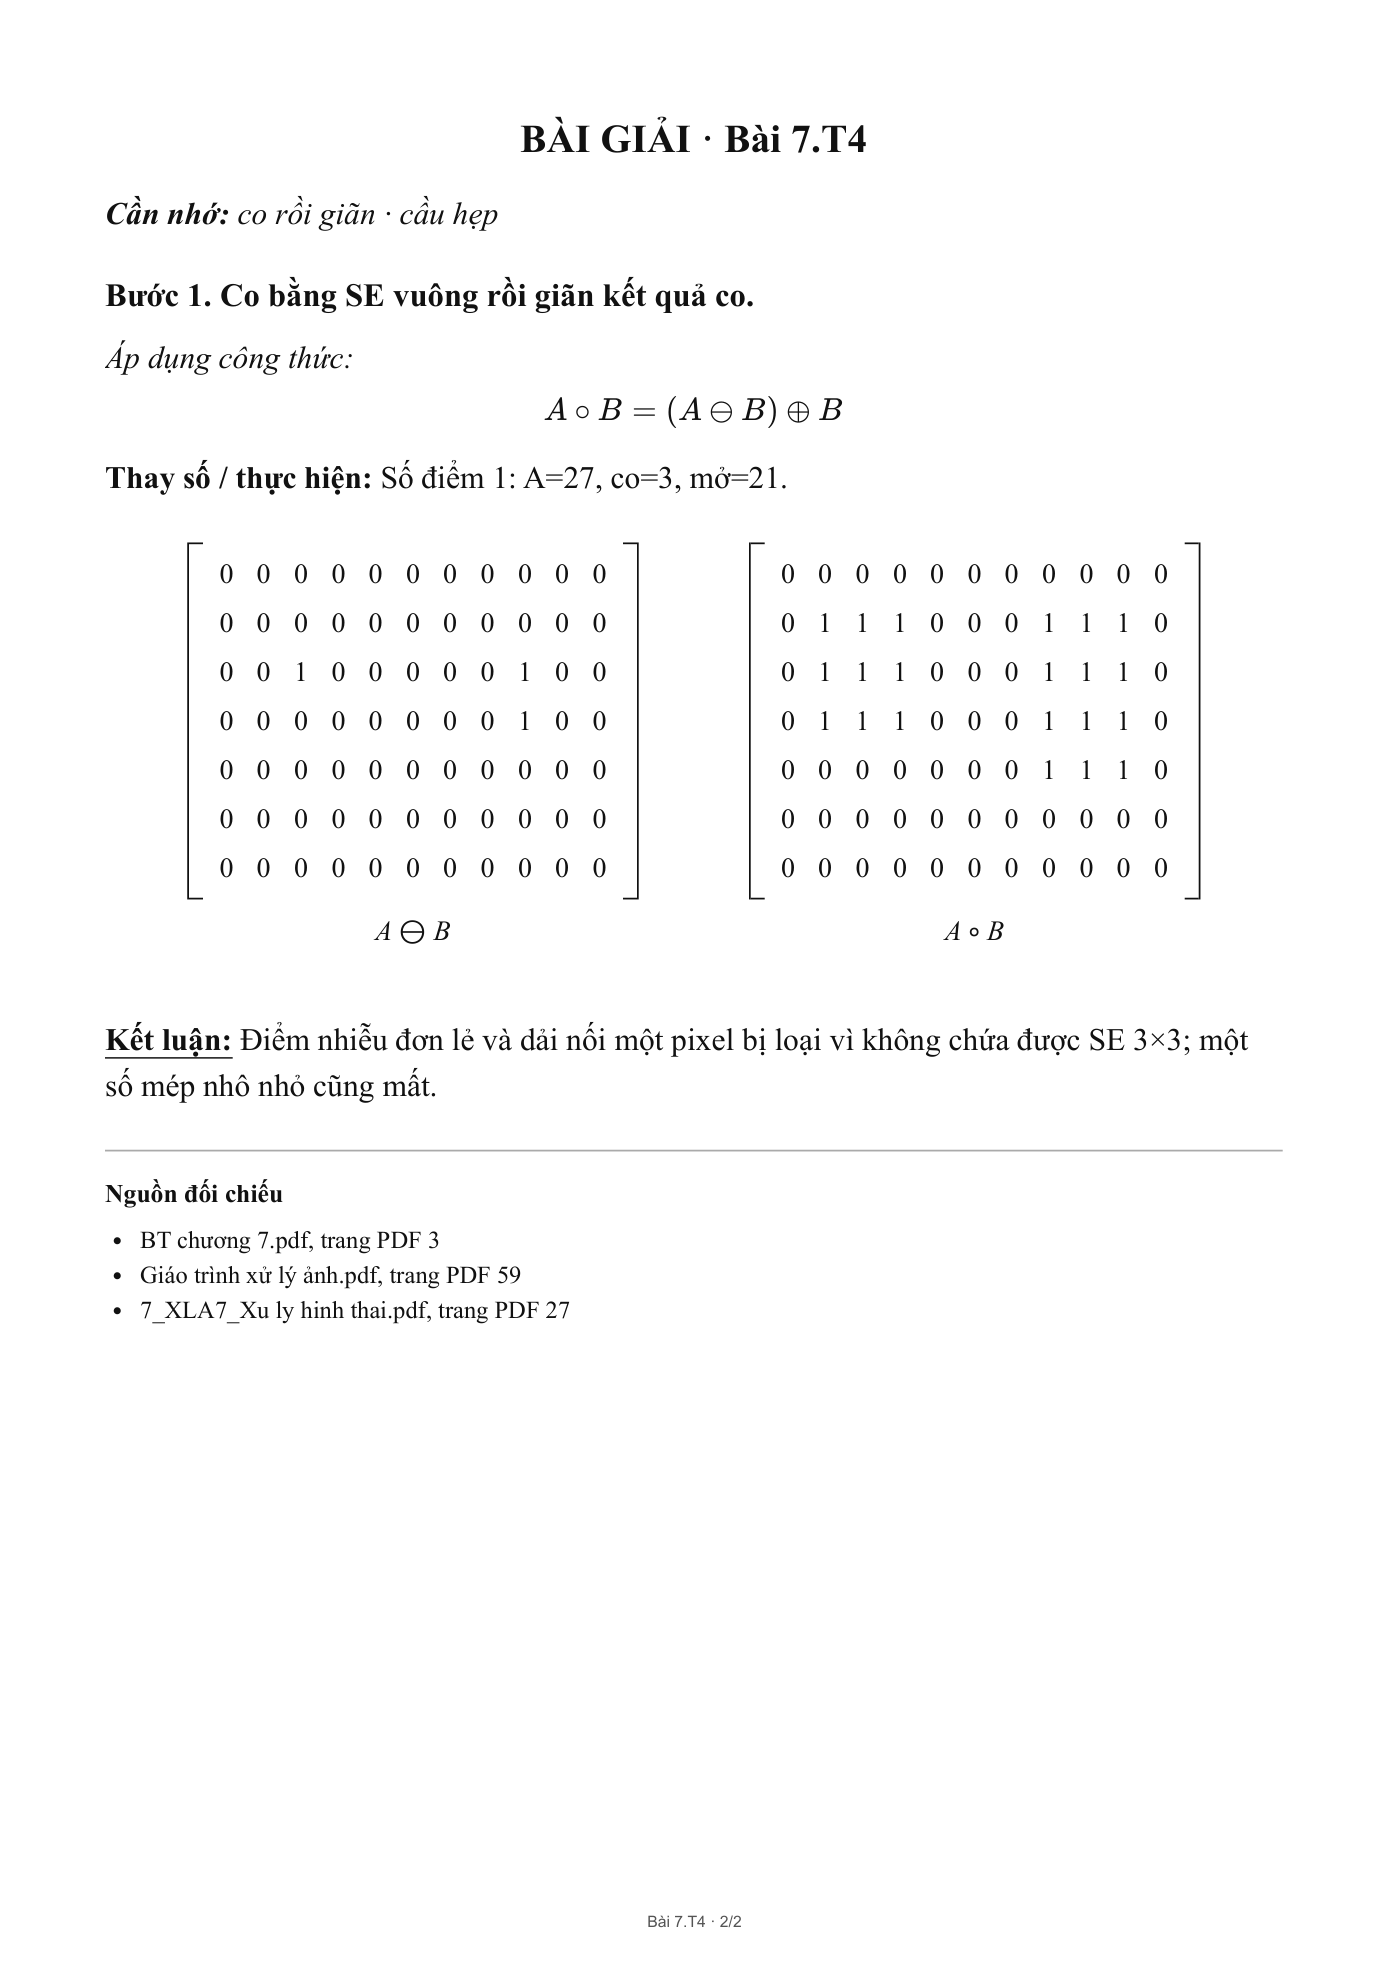 BÀI GIẢI · Bài 7.T4
Cần nhớ: co rồi giãn · cầu hẹp
Bước 1. Co bằng SE vuông rồi giãn kết quả co.
Áp dụng công thức:
A ∘ B = (A ⊖ B) ⊕ B
Thay số / thực hiện: Số điểm 1: A=27, co=3, mở=21.
0 0 0 0 0 0 0 0 0 0 0
0 0 0 0 0 0 0 0 0 0 0
0 0 1 0 0 0 0 0 1 0 0
0 0 0 0 0 0 0 0 1 0 0
0 0 0 0 0 0 0 0 0 0 0
0 0 0 0 0 0 0 0 0 0 0
0 0 0 0 0 0 0 0 0 0 0
A ⊖ B
0 0 0 0 0 0 0 0 0 0 0
0 1 1 1 0 0 0 1 1 1 0
0 1 1 1 0 0 0 1 1 1 0
0 1 1 1 0 0 0 1 1 1 0
0 0 0 0 0 0 0 1 1 1 0
0 0 0 0 0 0 0 0 0 0 0
0 0 0 0 0 0 0 0 0 0 0
A ∘ B
Kết luận: Điểm nhiễu đơn lẻ và dải nối một pixel bị loại vì không chứa được SE 3×3; một
số mép nhô nhỏ cũng mất.
Nguồn đối chiếu
• BT chương 7.pdf, trang PDF 3
• Giáo trình xử lý ảnh.pdf, trang PDF 59
• 7_XLA7_Xu ly hinh thai.pdf, trang PDF 27
Bài 7.T4 · 2/2